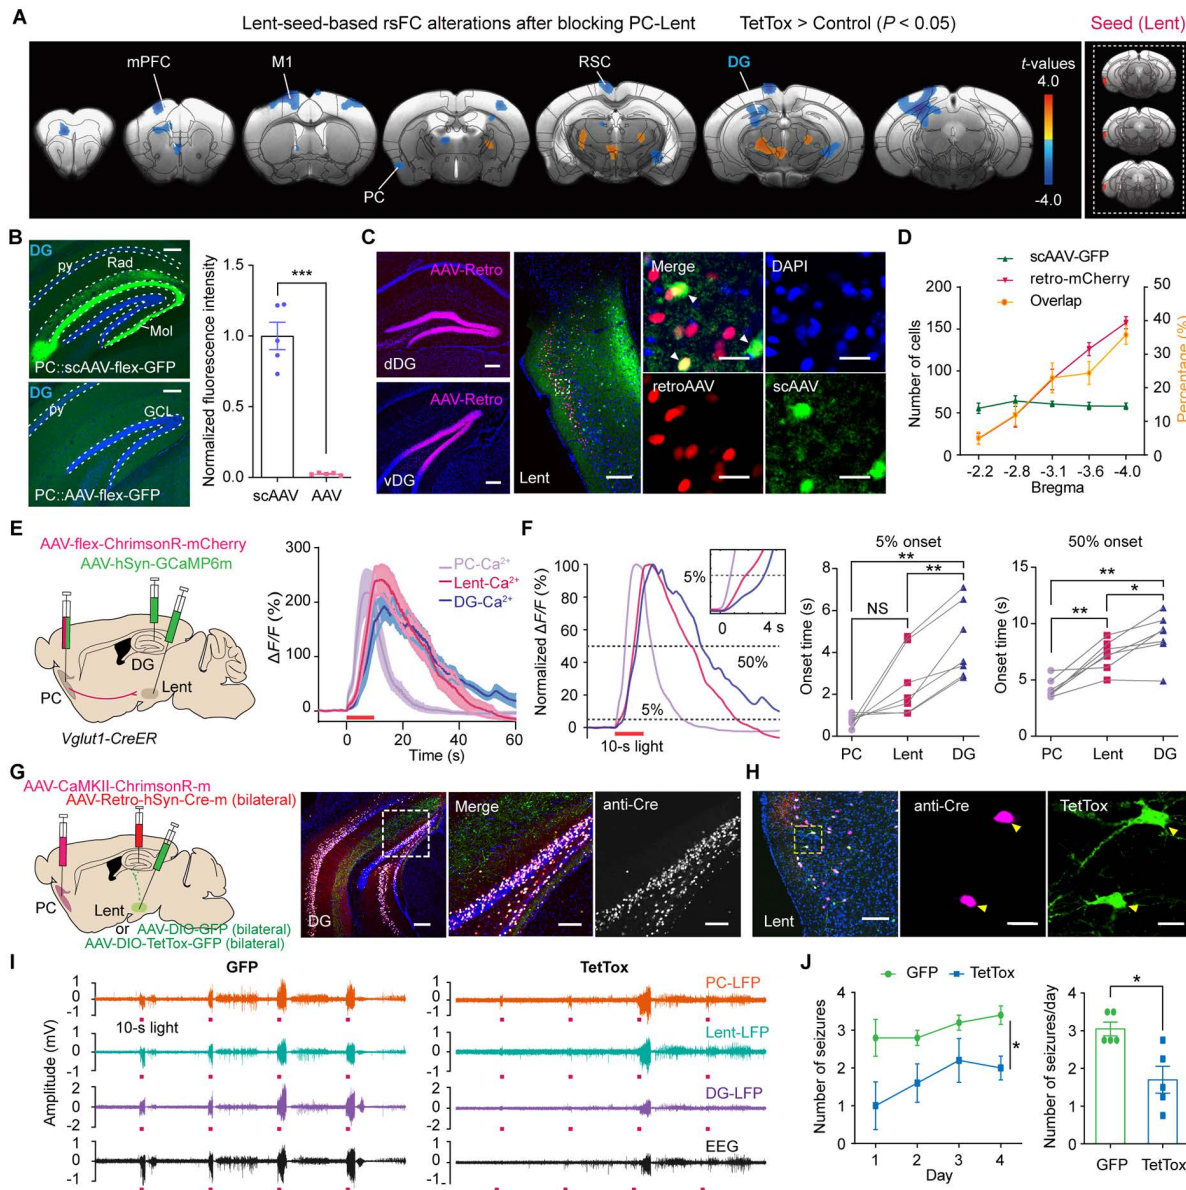 A
Lent-seed-based rsFC alterations after blocking PC-Lent
TetTox > Control (P < 0.05)
Seed (Lent)
mPFC
M1
RSC
DG
PC
t-values
4.0
-4.0
B
DG
py
Rad
Mol
PC::scAAV-flex-GFP
DG
py
GCL
PC::AAV-flex-GFP
Normalized fluorescence intensity
1.5
1.0
0.5
0.0
***
scAAV
AAV
C
AAV-Retro
dDG
AAV-Retro
vDG
Lent
Merge
DAPI
retroAAV
scAAV
D
scAAV-GFP
retro-mCherry
Overlap
Number of cells
200
150
100
50
0
50
40
30
20
10
0
Percentage (%)
-2.2
-2.8
-3.1
-3.6
-4.0
Bregma
E
AAV-flex-ChrimsonR-mCherry
AAV-hSyn-GCaMP6m
DG
PC
Lent
Vglut1-CreER
ΔF/F (%)
300
200
100
0
PC-Ca²⁺
Lent-Ca²⁺
DG-Ca²⁺
0
20
40
60
Time (s)
F
Normalized ΔF/F (%)
100
80
60
40
20
0
5%
0
4 s
50%
5%
10-s light
5% onset
Onset time (s)
8
6
4
2
0
**
**
NS
PC
Lent
DG
50% onset
Onset time (s)
15
10
5
0
**
*
**
PC
Lent
DG
G
AAV-CaMKII-ChrimsonR-m
AAV-Retro-hSyn-Cre-m (bilateral)
PC
Lent
or AAV-DIO-GFP (bilateral)
AAV-DIO-TetTox-GFP (bilateral)
DG
Merge
anti-Cre
H
Lent
anti-Cre
TetTox
I
GFP
TetTox
Amplitude (mV)
1
0
-1
10-s light
1
0
-1
2
0
-2
1
0
-1
1
0
-1
PC-LFP
1
0
-1
Lent-LFP
2
0
-2
DG-LFP
1
0
-1
EEG
J
GFP
TetTox
Number of seizures
4
3
2
1
0
*
1
2
3
4
Day
Number of seizures/day
4
3
2
1
0
*
GFP
TetTox